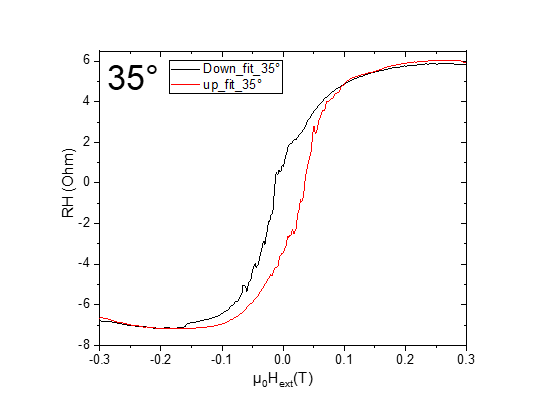 35°
Down_fit_35°
up_fit_35°
6
4
2
0
-2
-4
-6
-8
RH (Ohm)
-0.3 -0.2 -0.1 0.0 0.1 0.2 0.3
μ0Hext(T)